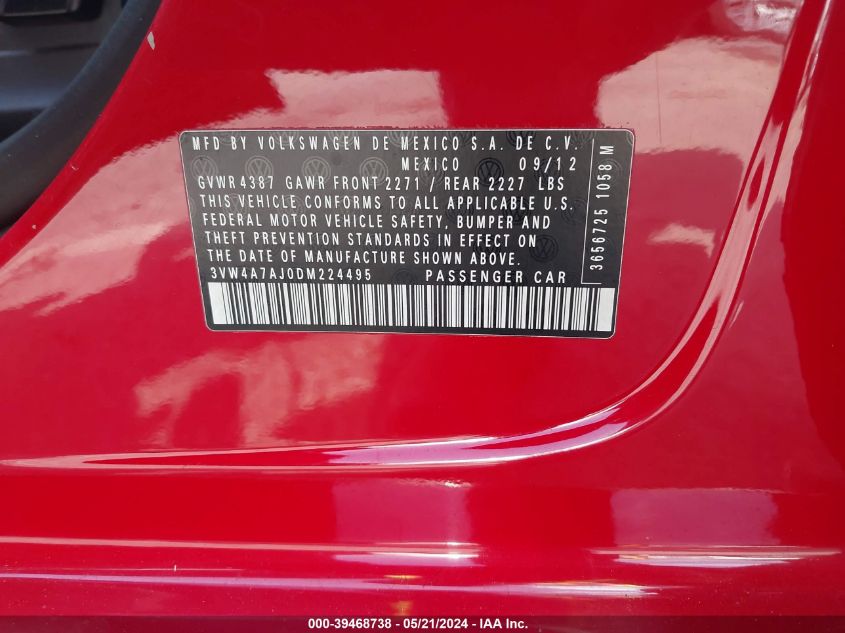 MFD BY VOLKSWAGEN DE MEXICO S.A. DE C.V.
MEXICO 09/12
GVWR 4387 GAWR FRONT 2271 / REAR 2227 LBS
THIS VEHICLE CONFORMS TO ALL APPLICABLE U.S.
FEDERAL MOTOR VEHICLE SAFETY, BUMPER AND
THEFT PREVENTION STANDARDS IN EFFECT ON
THE DATE OF MANUFACTURE SHOWN ABOVE.
3VW4A7AJ0DM224495 PASSENGER CAR
3656725 1058 M
000-39468738 - 05/21/2024 - IAA Inc.